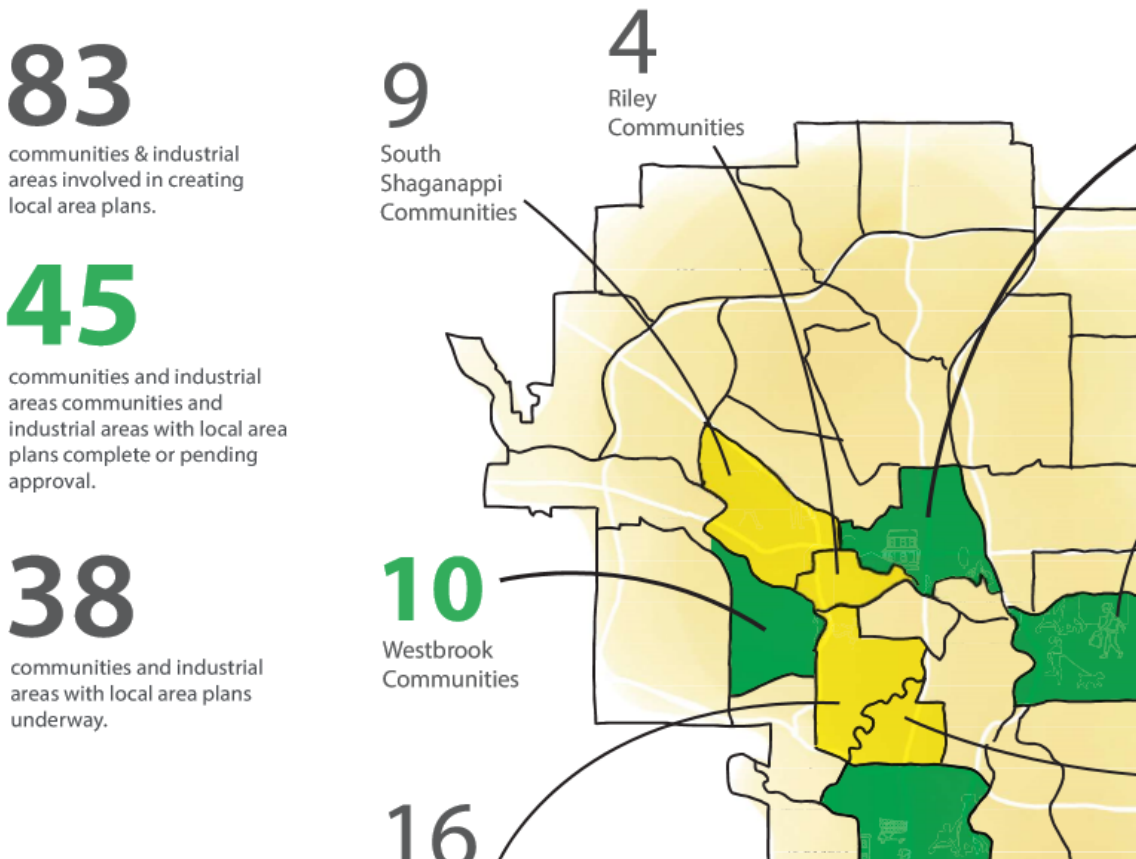 83
communities & industrial
areas involved in creating
local area plans.
45
communities and industrial
areas communities and
industrial areas with local area
plans complete or pending
approval.
38
communities and industrial
areas with local area plans
underway.
9
South
Shaganappi
Communities
4
Riley
Communities
10
Westbrook
Communities
16